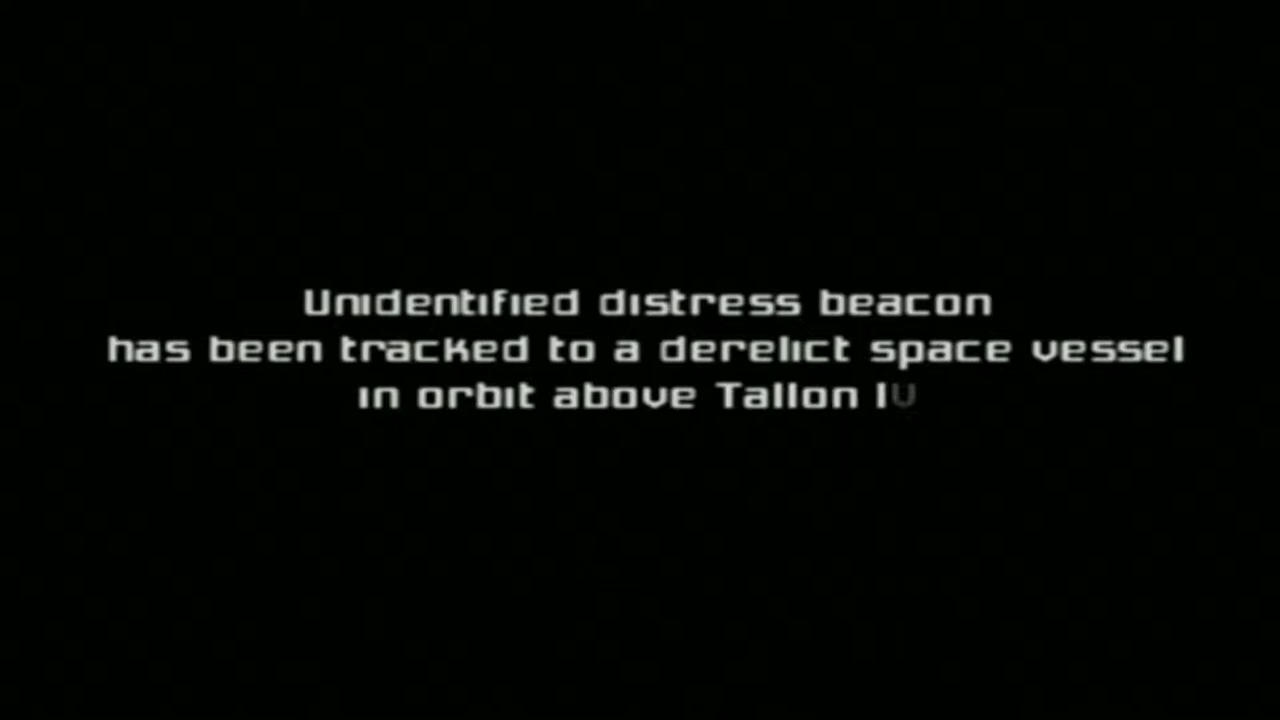 Unidentified distress beacon
has been tracked to a derelict space vessel
in orbit above Tallon IV